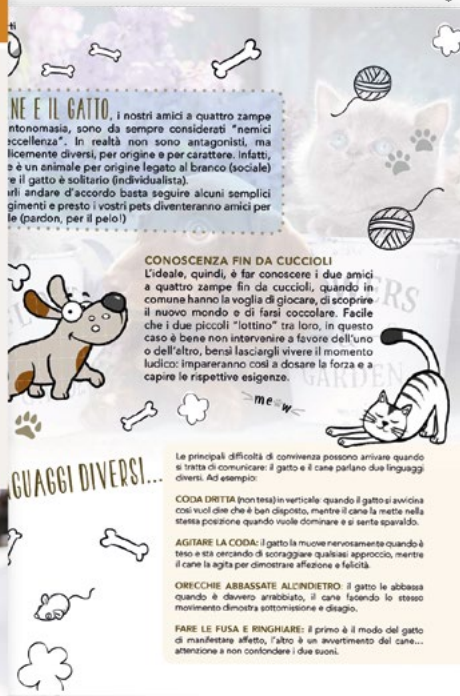 ti
NE E IL GATTO, i nostri amici a quattro zampe
ntonomasia, sono da sempre considerati "nemici
eccellenza". In realtà non sono antagonisti, ma
licemente diversi, per origine e per carattere. Infatti,
e è un animale per origine legato al branco (sociale)
re il gatto è solitario (individualista).
arli andare d'accordo basta seguire alcuni semplici
gimenti e presto i vostri pets diventeranno amici per
le (pardon, per il pelo!)
CONOSCENZA FIN DA CUCCIOLI
L'ideale, quindi, è far conoscere i due amici
a quattro zampe fin da cuccioli, quando in
comune hanno la voglia di giocare, di scoprire
il nuovo mondo e di farsi coccolare. Facile
che i due piccoli "lottino" tra loro, in questo
caso è bene non intervenire a favore dell'uno
o dell'altro, bensì lasciargli vivere il momento
ludico: impareranno così a dosare la forza e a
capire le rispettive esigenze.
ERS
GARDEN
meow
GUAGGI DIVERSI...
Le principali difficoltà di convivenza possono arrivare quando
si tratta di comunicare: il gatto e il cane parlano due linguaggi
diversi. Ad esempio:
CODA DRITTA (non tesa) in verticale: quando il gatto si avvicina
così vuol dire che è ben disposto, mentre il cane la mette nella
stessa posizione quando vuole dominare e si sente spavaldo.
AGITARE LA CODA: il gatto la muove nervosamente quando è
teso e sta cercando di scoraggiare qualsiasi approccio, mentre
il cane la agita per dimostrare affezione e felicità.
ORECCHIE ABBASSATE ALL'INDIETRO: il gatto le abbassa
quando è davvero arrabbiato, il cane facendo lo stesso
movimento dimostra sottomissione e disagio.
FARE LE FUSA E RINGHIARE: il primo è il modo del gatto
di manifestare affetto, l'altro è un avvertimento del cane...
attenzione a non confondere i due suoni.